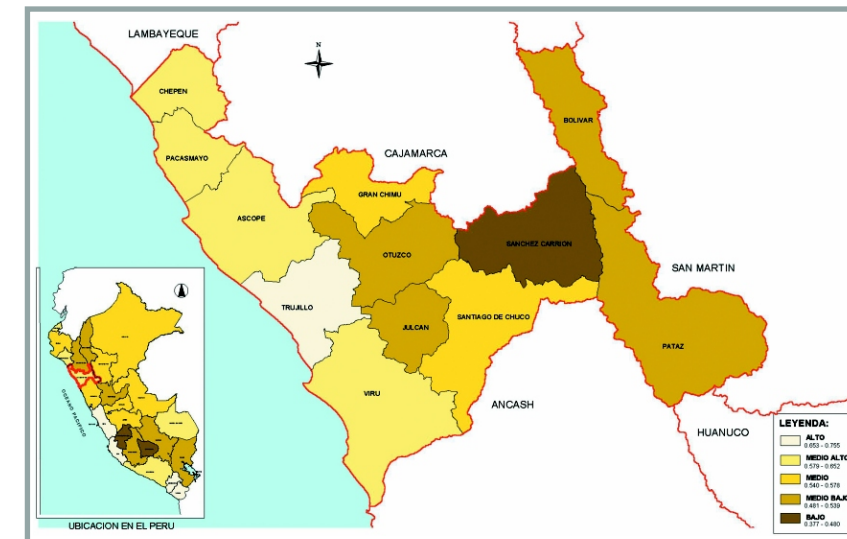 LAMBAYEQUE
N
CHEPEN
BOLIVAR
CAJAMARCA
PACASMAYO
GRAN CHIMU
ASCOPE
SANCHEZ CARRION
OTUZCO
SAN MARTIN
TRUJILLO
SANTIAGO DE CHUCO
JULCAN
PATAZ
VIRU
ANCASH
HUANUCO
OCEANO PACIFICO
UBICACION EN EL PERU
LEYENDA:
ALTO
0.653 - 0.755
MEDIO ALTO
0.579 - 0.652
MEDIO
0.540 - 0.578
MEDIO BAJO
0.481 - 0.539
BAJO
0.377 - 0.480